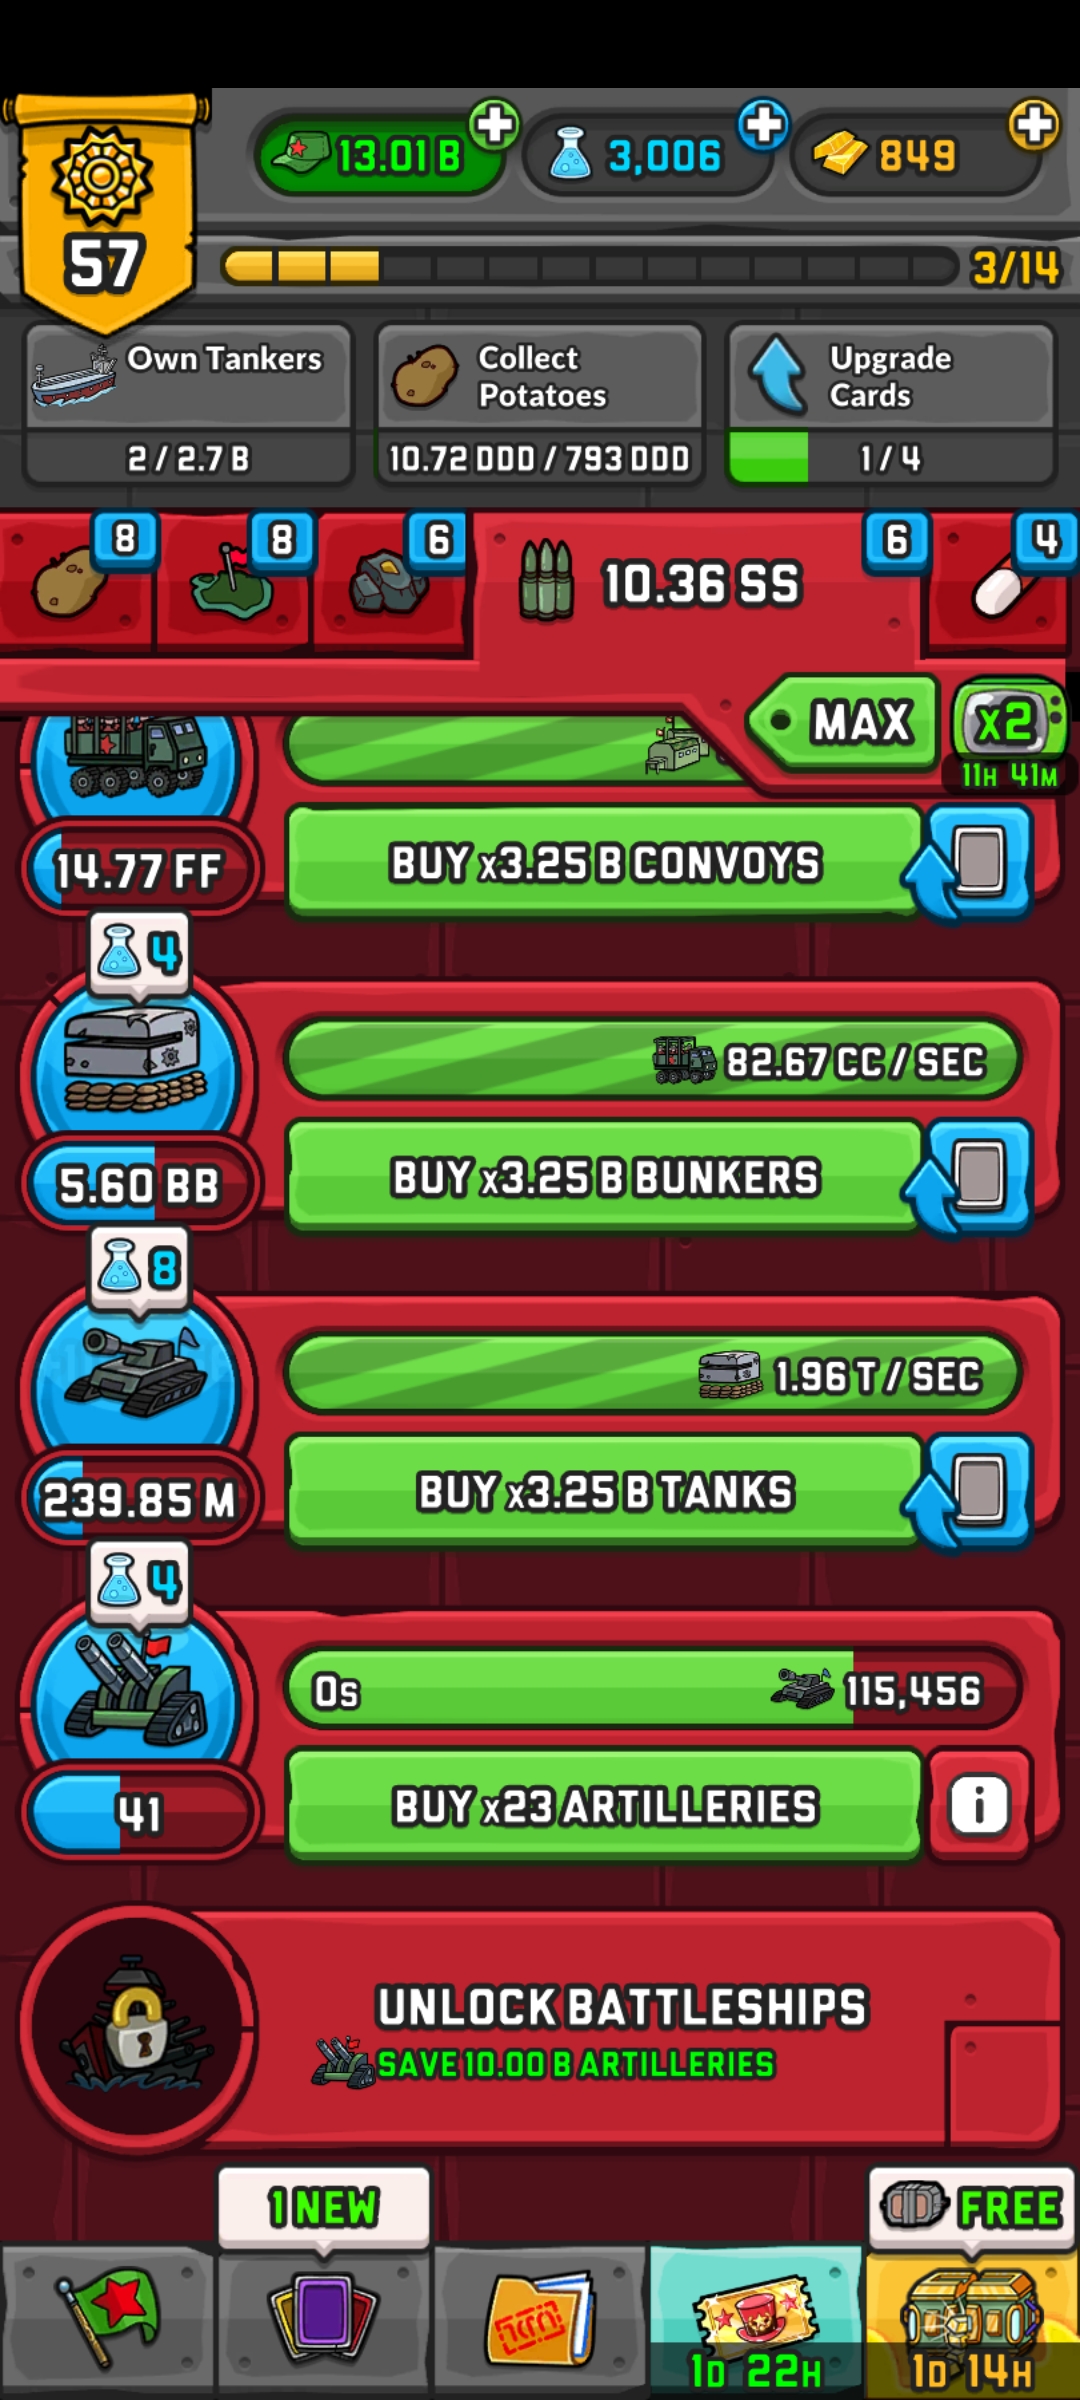 13.01 B
3,006
849
57
3/14
Own Tankers
2 / 2.7 B
Collect
Potatoes
10.72 DDD / 793 DDD
Upgrade
Cards
1 / 4
8
8
6
10.36 SS
6
4
MAX
x2
11H 41M
14.77 FF
BUY x3.25 B CONVOYS
4
82.67 CC / SEC
5.60 BB
BUY x3.25 B BUNKERS
8
1.96 T / SEC
239.85 M
BUY x3.25 B TANKS
4
0s
115,456
41
BUY x23 ARTILLERIES
i
UNLOCK BATTLESHIPS
SAVE 10.00 B ARTILLERIES
1 NEW
FREE
1D 22H
1D 14H